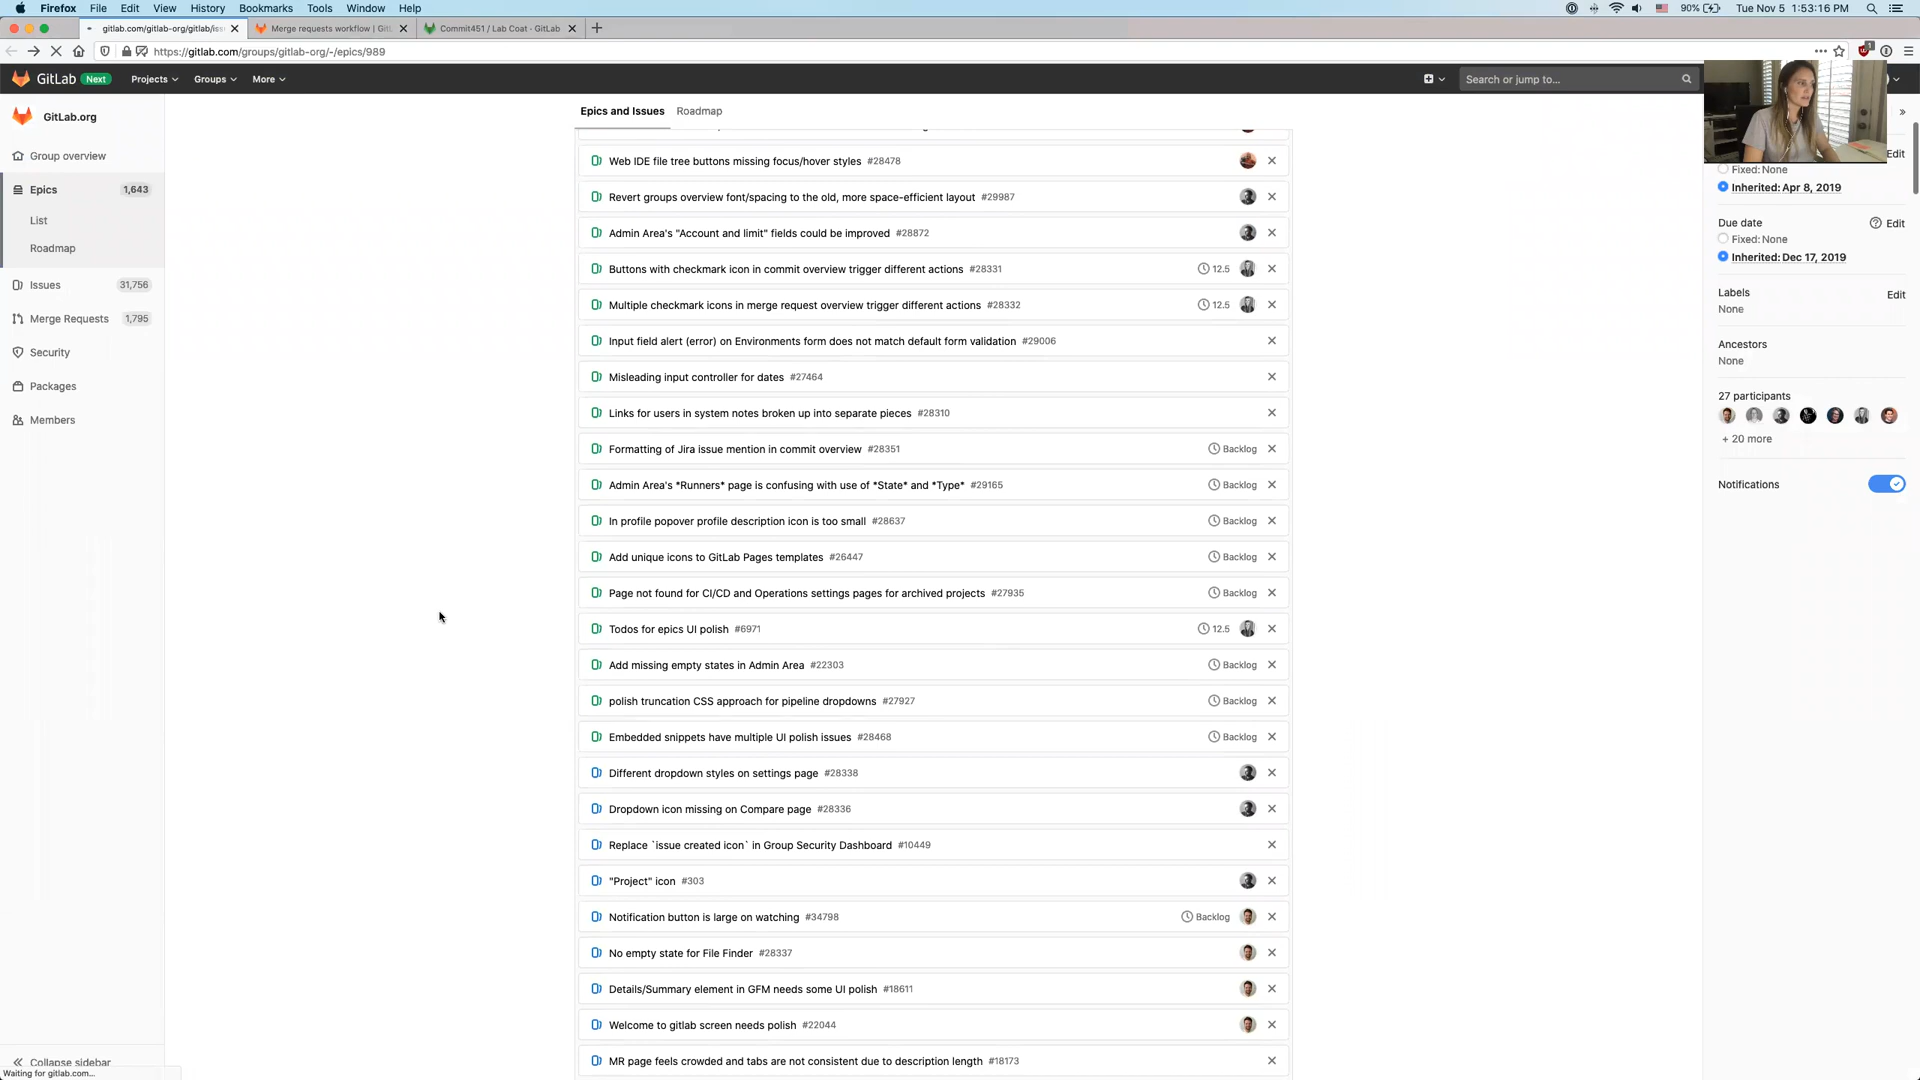 Firefox File Edit View History Bookmarks Tools Window Help 90% Tue Nov 5 1:53:16 PM
gitlab.com/gitlab-org/gitlab/iss Merge requests workflow | Git Commit451 / Lab Coat · GitLab
https://gitlab.com/groups/gitlab-org/-/epics/989
GitLab Next Projects Groups More Search or jump to...
GitLab.org
Group overview
Epics 1,643
List
Roadmap
Issues 31,756
Merge Requests 1,795
Security
Packages
Members
Collapse sidebar
Waiting for gitlab.com...
Epics and Issues Roadmap
Web IDE file tree buttons missing focus/hover styles #28478
Revert groups overview font/spacing to the old, more space-efficient layout #29987
Admin Area's "Account and limit" fields could be improved #28872
Buttons with checkmark icon in commit overview trigger different actions #28331 12.5
Multiple checkmark icons in merge request overview trigger different actions #28332 12.5
Input field alert (error) on Environments form does not match default form validation #29006
Misleading input controller for dates #27464
Links for users in system notes broken up into separate pieces #28310
Formatting of Jira issue mention in commit overview #28351 Backlog
Admin Area's *Runners* page is confusing with use of *State* and *Type* #29165 Backlog
In profile popover profile description icon is too small #28637 Backlog
Add unique icons to GitLab Pages templates #26447 Backlog
Page not found for CI/CD and Operations settings pages for archived projects #27935 Backlog
Todos for epics UI polish #6971 12.5
Add missing empty states in Admin Area #22303 Backlog
polish truncation CSS approach for pipeline dropdowns #27927 Backlog
Embedded snippets have multiple UI polish issues #28468 Backlog
Different dropdown styles on settings page #28338
Dropdown icon missing on Compare page #28336
Replace `issue created icon` in Group Security Dashboard #10449
"Project" icon #303
Notification button is large on watching #34798 Backlog
No empty state for File Finder #28337
Details/Summary element in GFM needs some UI polish #18611
Welcome to gitlab screen needs polish #22044
MR page feels crowded and tabs are not consistent due to description length #18173
Edit
Fixed: None
Inherited: Apr 8, 2019
Due date Edit
Fixed: None
Inherited: Dec 17, 2019
Labels Edit
None
Ancestors
None
27 participants
+ 20 more
Notifications